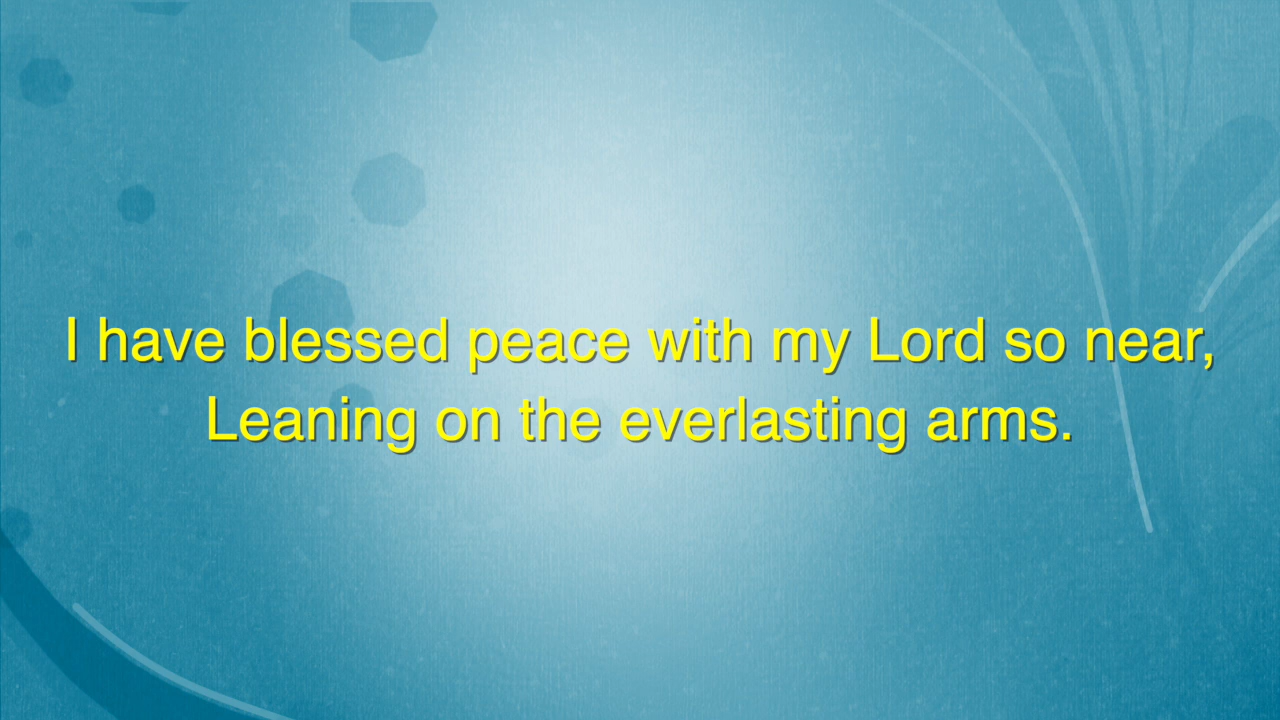 I have blessed peace with my Lord so near,
Leaning on the everlasting arms.